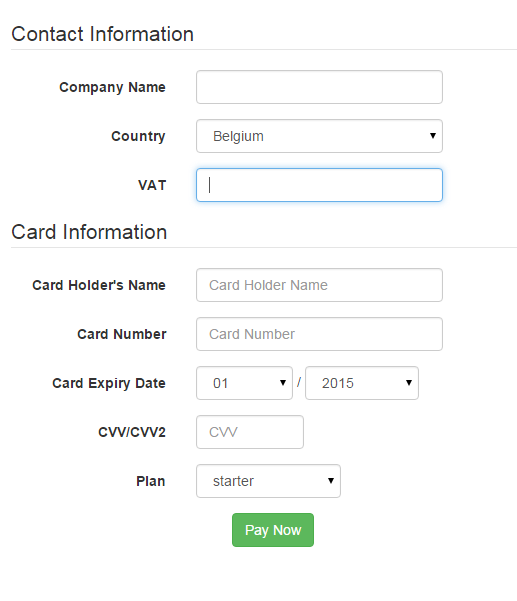 Contact Information
Company Name
Country Belgium
VAT
Card Information
Card Holder's Name Card Holder Name
Card Number Card Number
Card Expiry Date 01 / 2015
CVV/CVV2 CVV
Plan starter
Pay Now